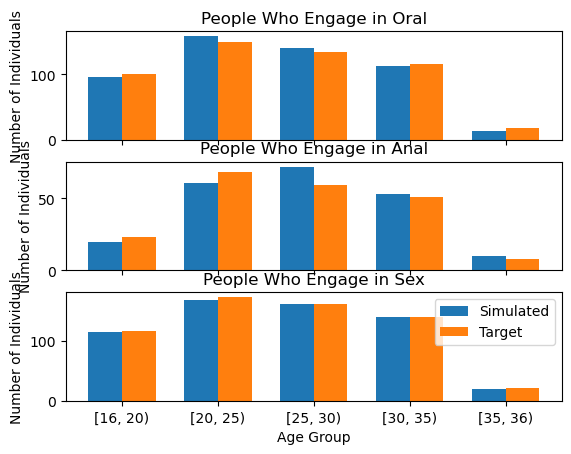 People Who Engage in Oral
Number of Individuals
100
0
People Who Engage in Anal
Number of Individuals
50
0
People Who Engage in Sex
Number of Individuals
100
0
Simulated
Target
[16, 20)
[20, 25)
[25, 30)
[30, 35)
[35, 36)
Age Group